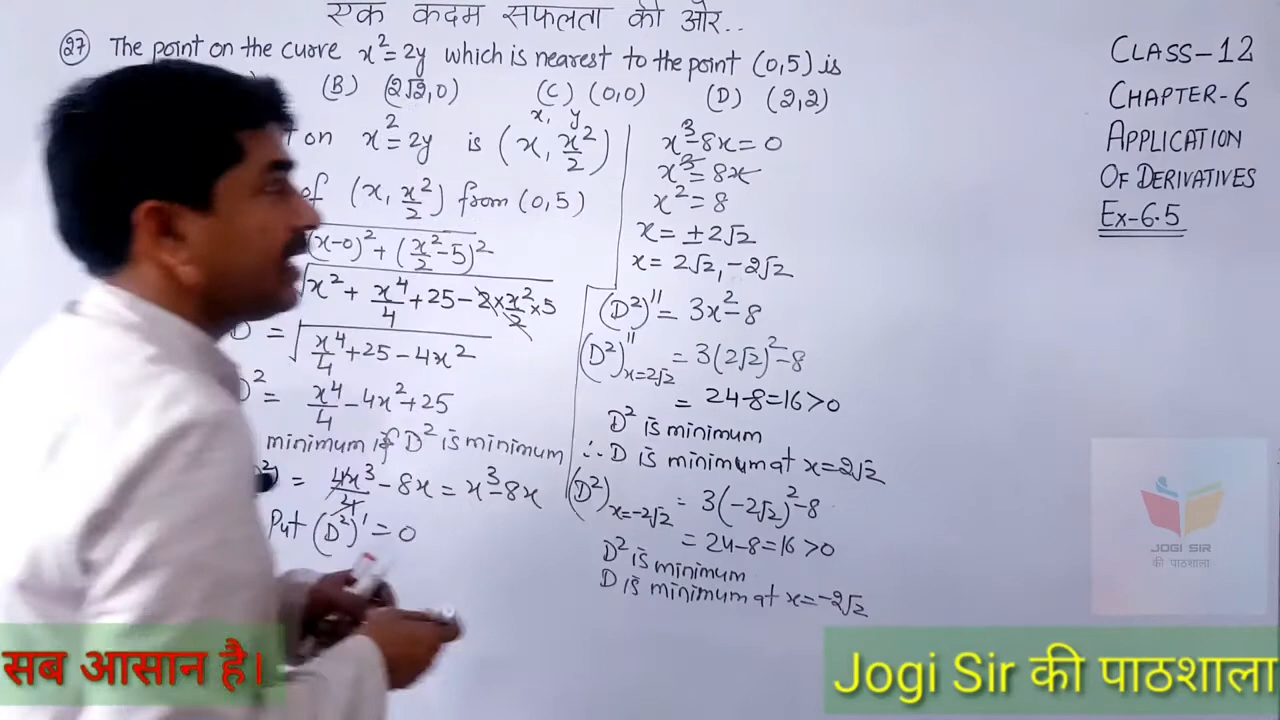 एक कदम सफलता की ओर..
27 The point on the curve x²=2y which is nearest to the point (0,5) is
(B) (2√2,0) (C) (0,0) (D) (2,2)
x, y
on x²=2y is (x, x²/2)
of (x, x²/2) from (0,5)
(x-0)²+(x²/2-5)²
√x²+x⁴/4+25-2×x²/2×5
D = √x⁴/4+25-4x²
D² = x⁴/4-4x²+25
minimum if D² is minimum
= 4x³/4-8x=x³-8x
Put (D²)'=0
x³-8x=0
x³=8x
x²=8
x=±2√2
x=2√2,-2√2
(D²)''=3x²-8
(D²)''x=2√2 =3(2√2)²-8
= 24-8=16>0
D² is minimum
∴D is minimum at x=2√2
(D²)x=-2√2 = 3(-2√2)²-8
=24-8=16>0
D² is minimum
D is minimum at x=-2√2
CLASS-12
CHAPTER-6
APPLICATION
OF DERIVATIVES
Ex-6.5
JOGI SIR
की पाठशाला
सब आसान है।
Jogi Sir की पाठशाला